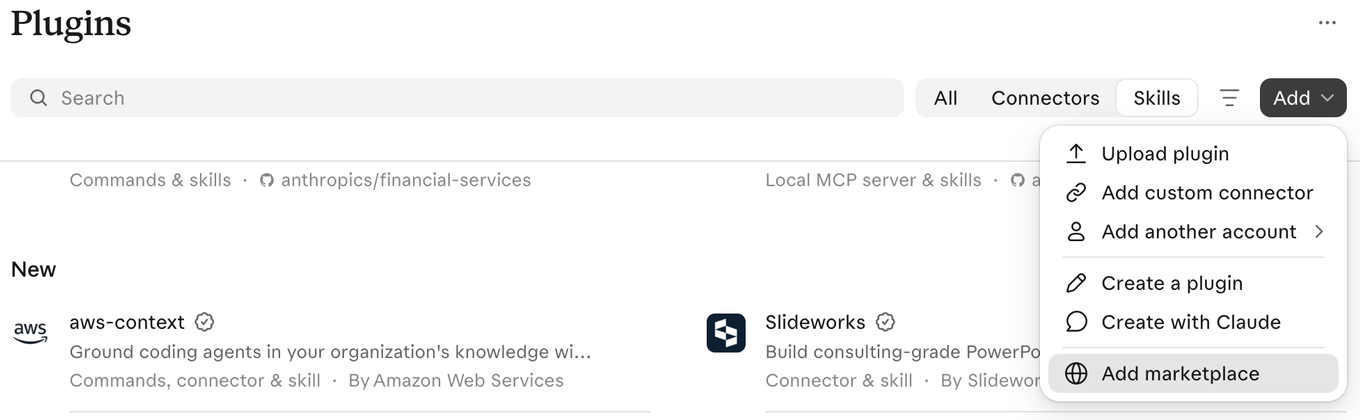 Plugins
Search
All Connectors Skills
Add
Upload plugin
Add custom connector
Add another account
Create a plugin
Create with Claude
Add marketplace
Commands & skills · anthropics/financial-services
Local MCP server & skills · a
New
aws
aws-context
Ground coding agents in your organization's knowledge wi...
Commands, connector & skill · By Amazon Web Services
Slideworks
Build consulting-grade PowerPo
Connector & skill · By Slidewor